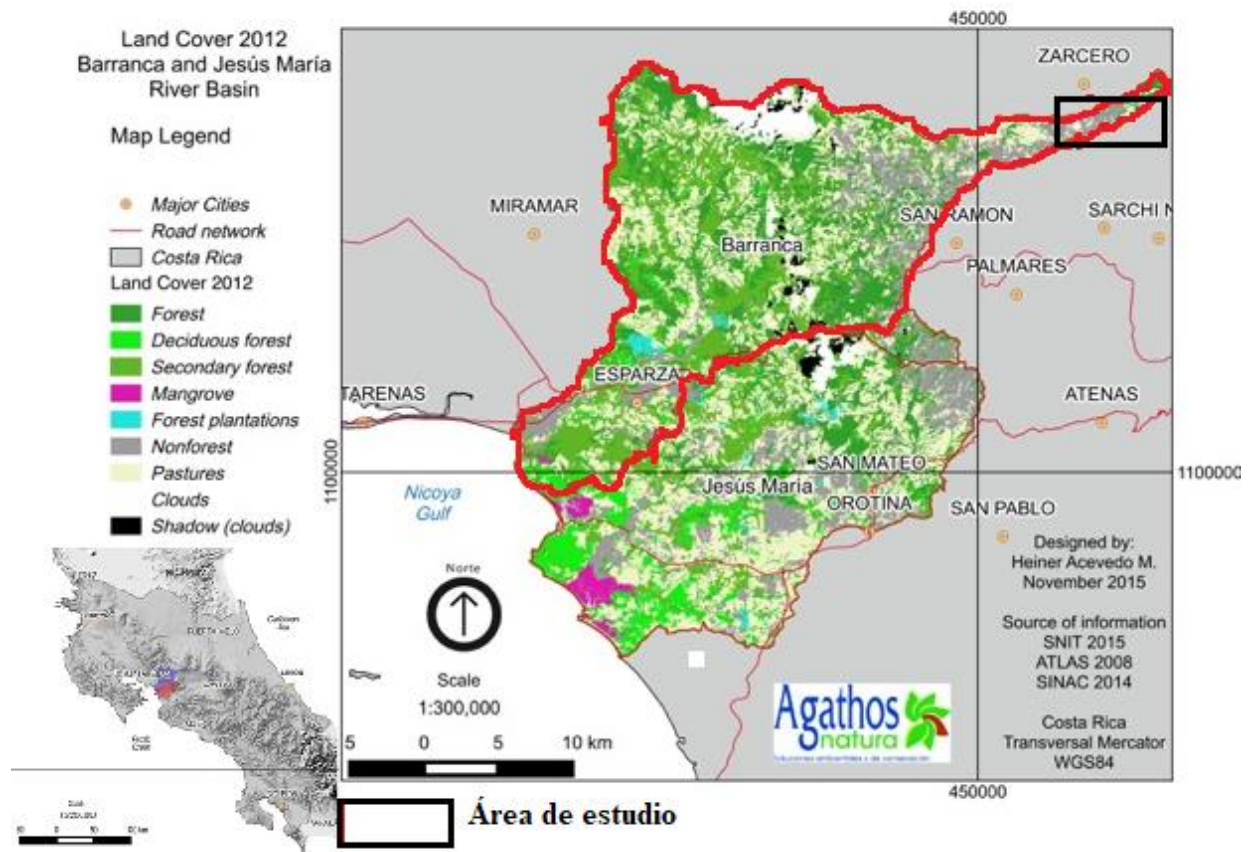 Land Cover 2012
Barranca and Jesús María
River Basin
Map Legend
Major Cities
Road network
Costa Rica
Land Cover 2012
Forest
Deciduous forest
Secondary forest
Mangrove
Forest plantations
Nonforest
Pastures
Clouds
Shadow (clouds)
450000
ZARCERO
MIRAMAR
SAN RAMON
SARCHI N
Barranca
PALMARES
ESPARZA
TARENAS
ATENAS
1100000
1100000
SAN MATEO
Jesús María
OROTINA
SAN PABLO
Nicoya
Gulf
Norte
Scale
1:300,000
5 0 5 10 km
Agathos
natura
Designed by:
Heiner Acevedo M.
November 2015
Source of information
SNIT 2015
ATLAS 2008
SINAC 2014
Costa Rica
Transversal Mercator
WGS84
450000
Área de estudio